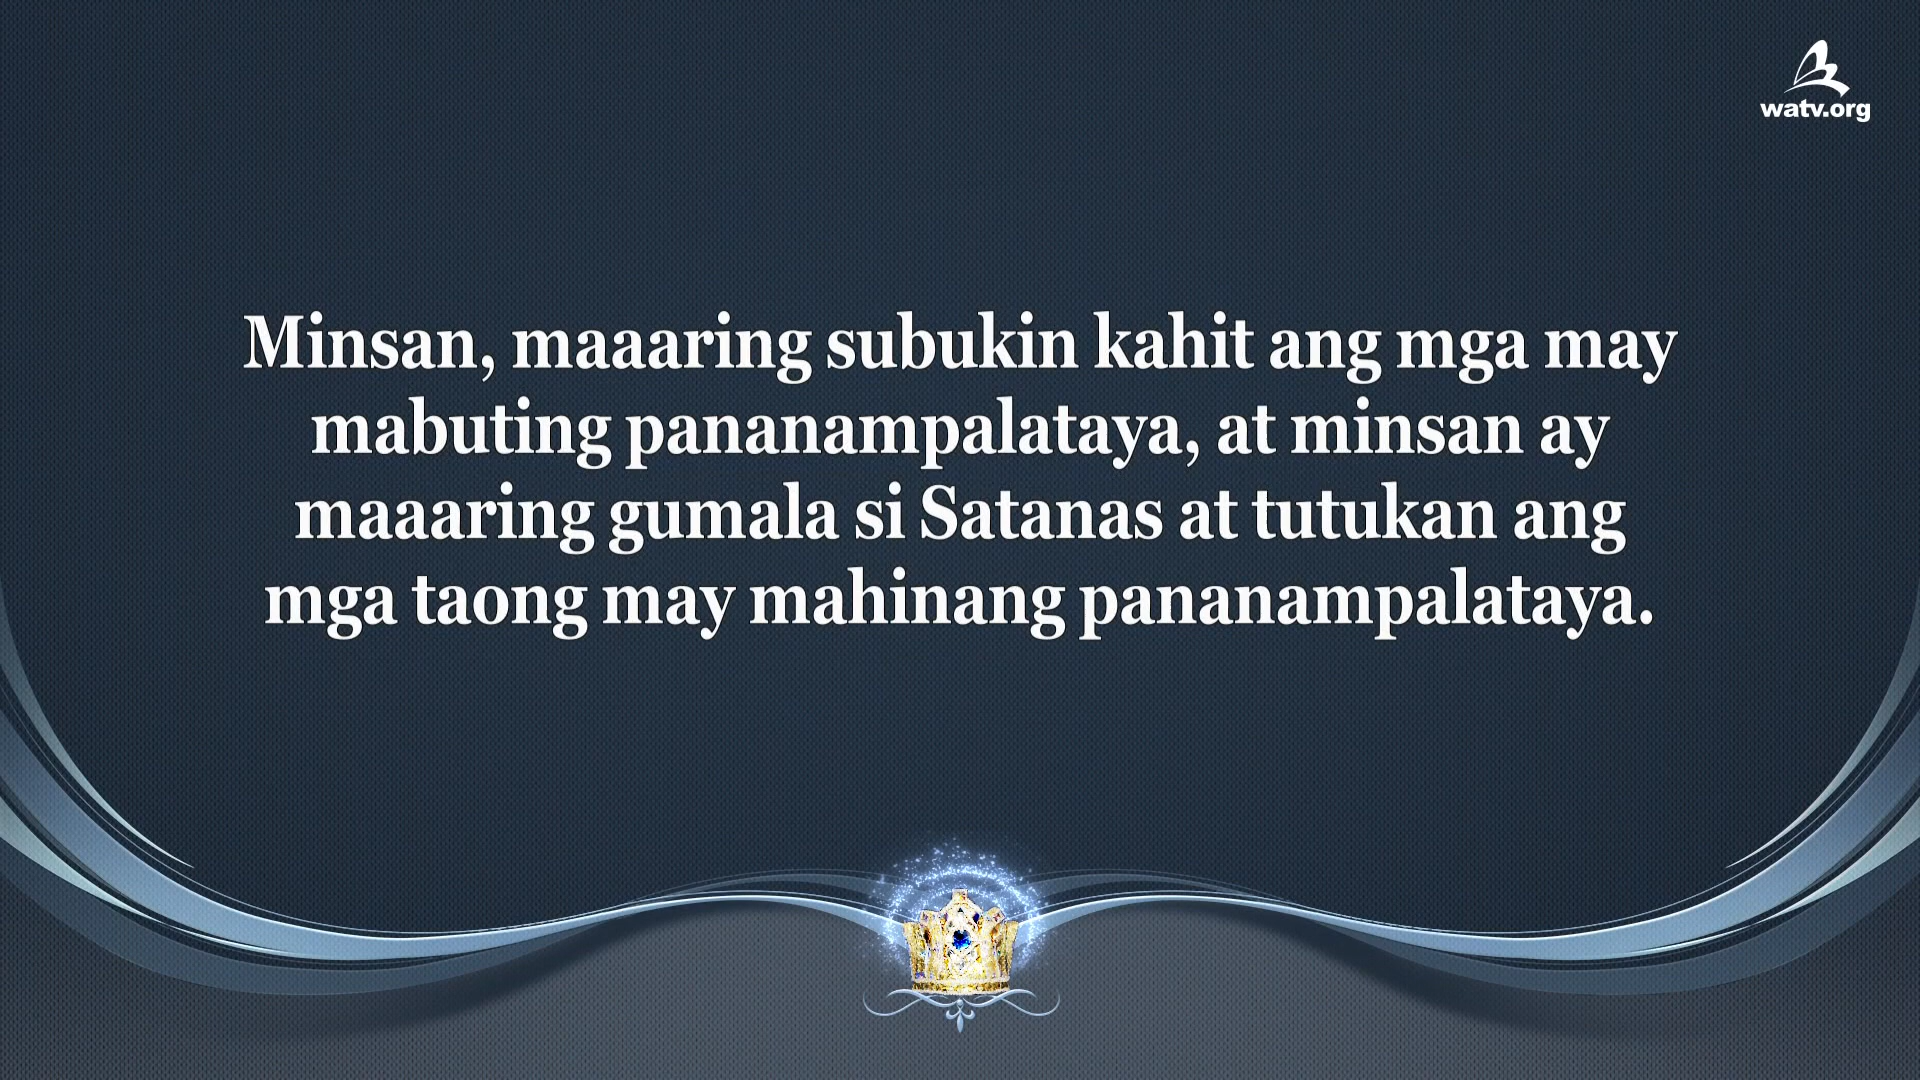 watv.org
Minsan, maaaring subukin kahit ang mga may
mabuting pananampalataya, at minsan ay
maaaring gumala si Satanas at tutukan ang
mga taong may mahinang pananampalataya.